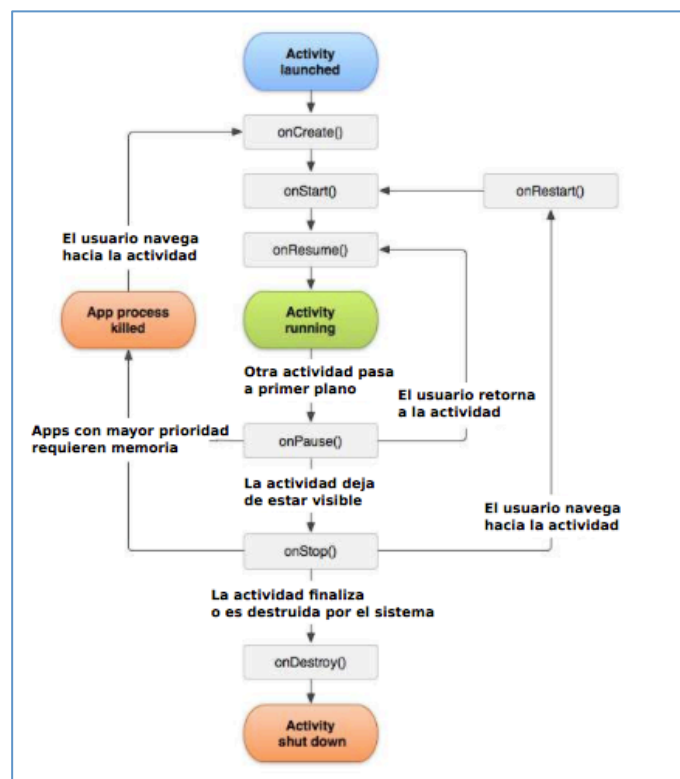 Activity
launched
onCreate()
onStart()
onRestart()
El usuario navega
hacia la actividad
onResume()
App process
killed
Activity
running
Otra actividad pasa
a primer plano
El usuario retorna
a la actividad
Apps con mayor prioridad
requieren memoria
onPause()
La actividad deja
de estar visible
El usuario navega
hacia la actividad
onStop()
La actividad finaliza
o es destruida por el sistema
onDestroy()
Activity
shut down